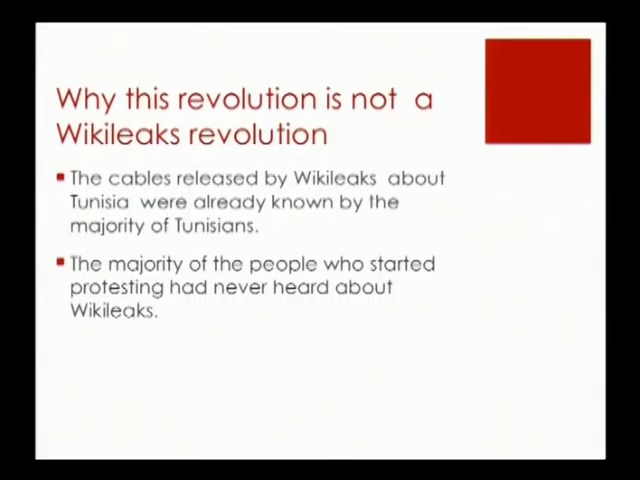 Why this revolution is not a
Wikileaks revolution
The cables released by Wikileaks about
Tunisia were already known by the
majority of Tunisians.
The majority of the people who started
protesting had never heard about
Wikileaks.